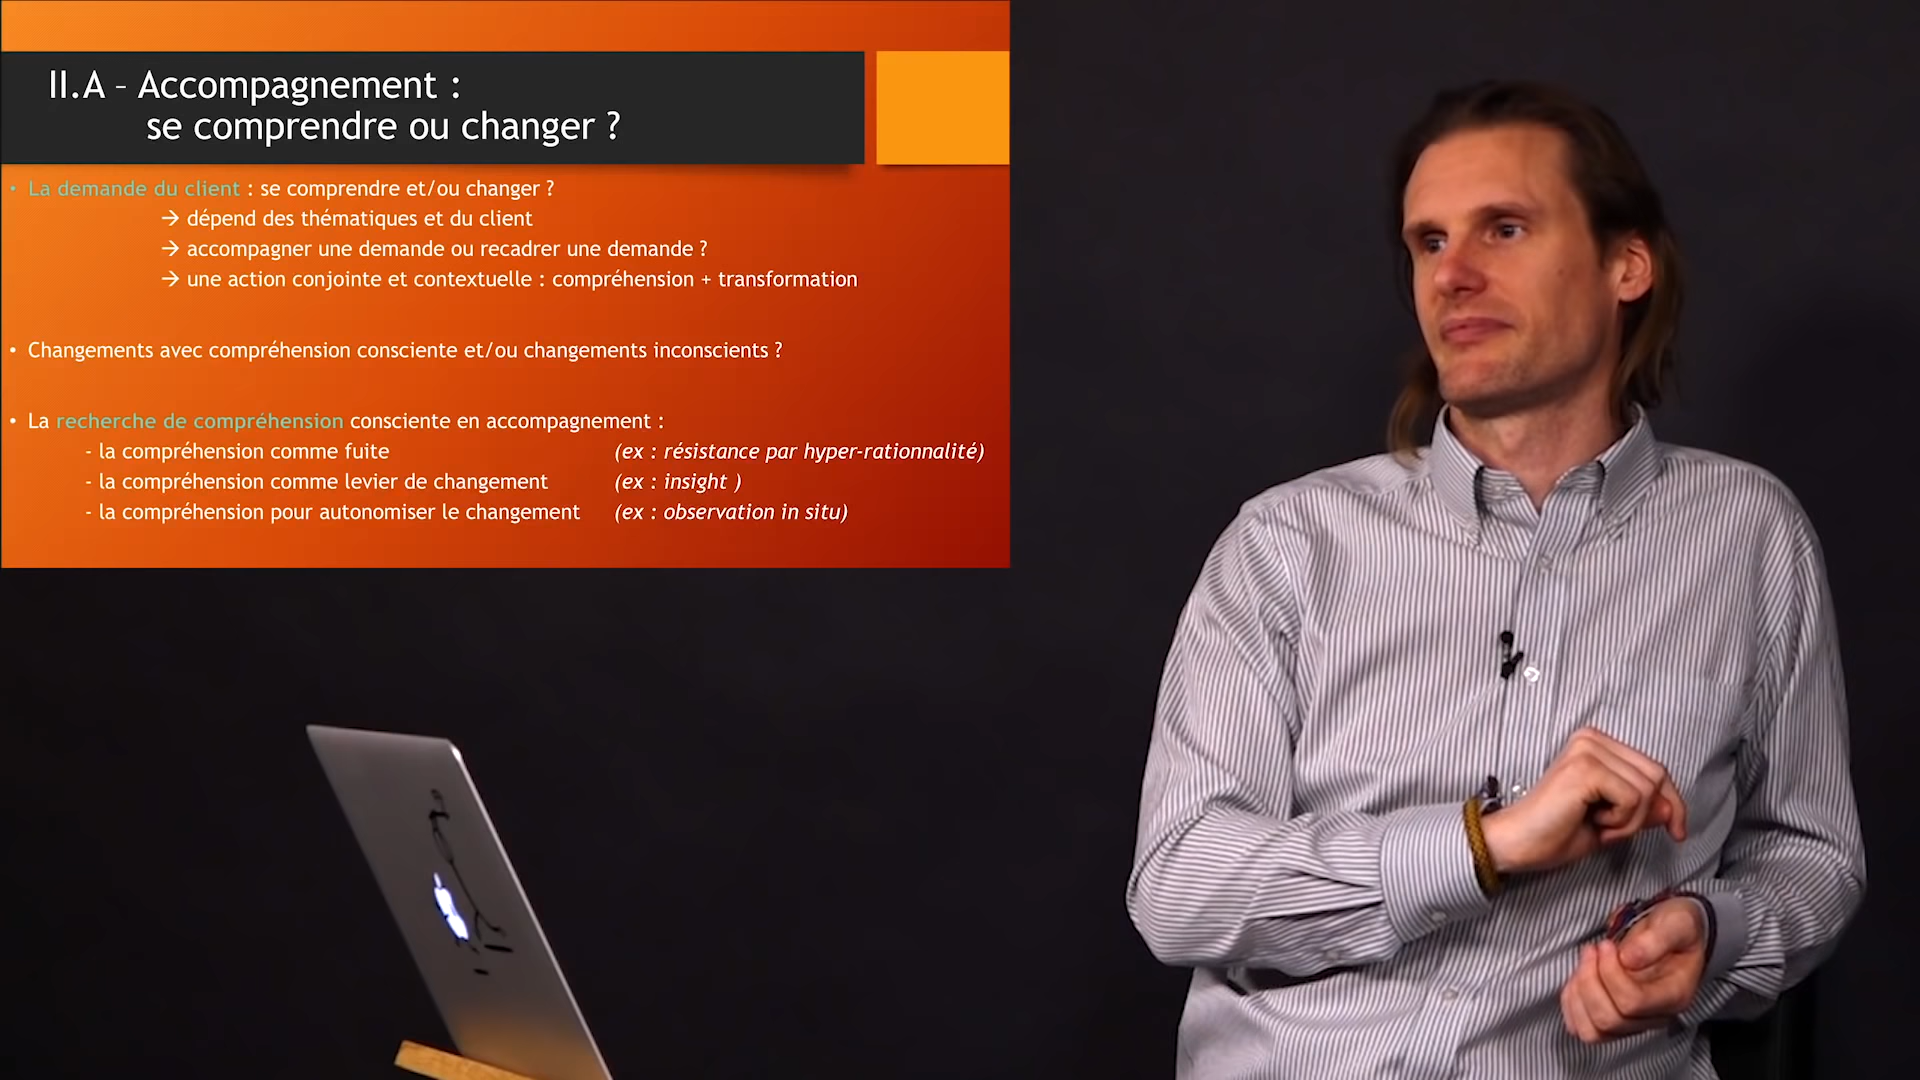 II.A – Accompagnement :
se comprendre ou changer ?
• La demande du client : se comprendre et/ou changer ?
→ dépend des thématiques et du client
→ accompagner une demande ou recadrer une demande ?
→ une action conjointe et contextuelle : compréhension + transformation
• Changements avec compréhension consciente et/ou changements inconscients ?
• La recherche de compréhension consciente en accompagnement :
- la compréhension comme fuite (ex : résistance par hyper-rationnalité)
- la compréhension comme levier de changement (ex : insight )
- la compréhension pour autonomiser le changement (ex : observation in situ)